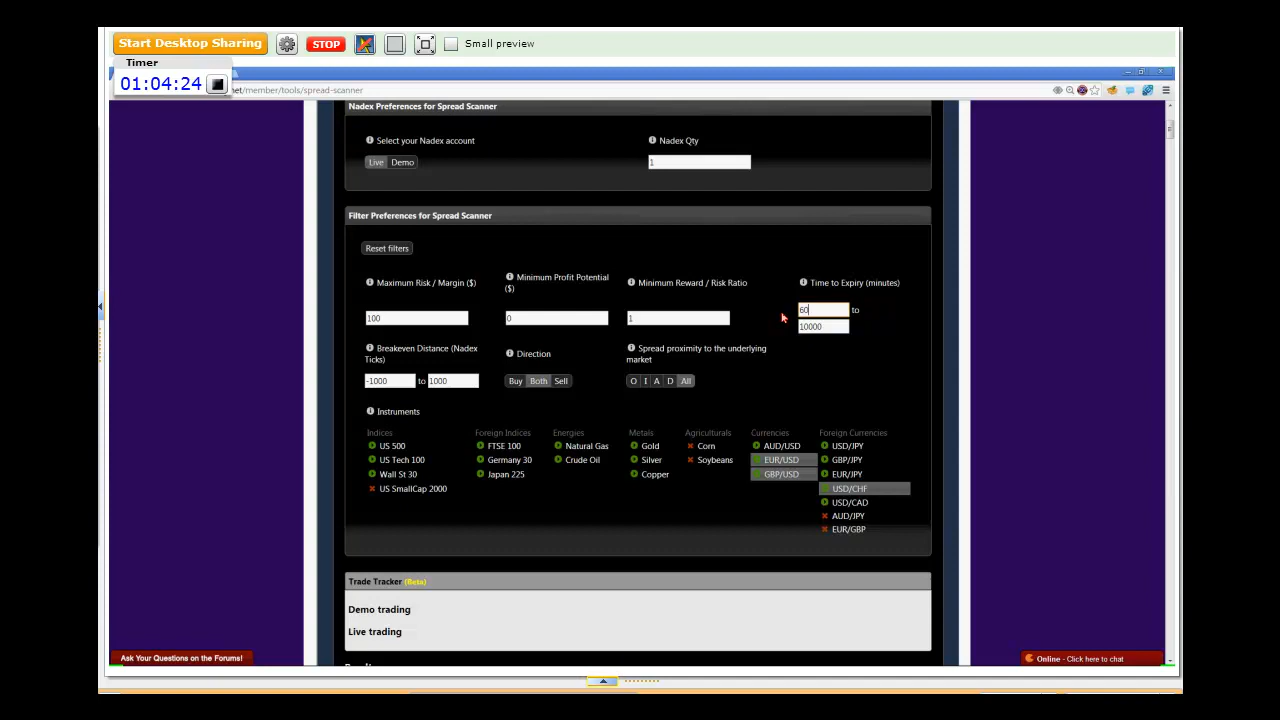 Start Desktop Sharing
STOP
Small preview
Timer
01:04:24
net/member/tools/spread-scanner
Nadex Preferences for Spread Scanner
Select your Nadex account
Nadex Qty
Live Demo
1
Filter Preferences for Spread Scanner
Reset filters
Maximum Risk / Margin ($)
Minimum Profit Potential
($)
Minimum Reward / Risk Ratio
Time to Expiry (minutes)
100
0
1
60 to
10000
Breakeven Distance (Nadex
Ticks)
Direction
Spread proximity to the underlying
market
-1000 to 1000
Buy Both Sell
O I A D All
Instruments
Indices Foreign Indices Energies Metals Agriculturals Currencies Foreign Currencies
US 500 FTSE 100 Natural Gas Gold Corn AUD/USD USD/JPY
US Tech 100 Germany 30 Crude Oil Silver Soybeans EUR/USD GBP/JPY
Wall St 30 Japan 225 Copper GBP/USD EUR/JPY
US SmallCap 2000 USD/CHF
USD/CAD
AUD/JPY
EUR/GBP
Trade Tracker (Beta)
Demo trading
Live trading
Ask Your Questions on the Forums!
Online - Click here to chat